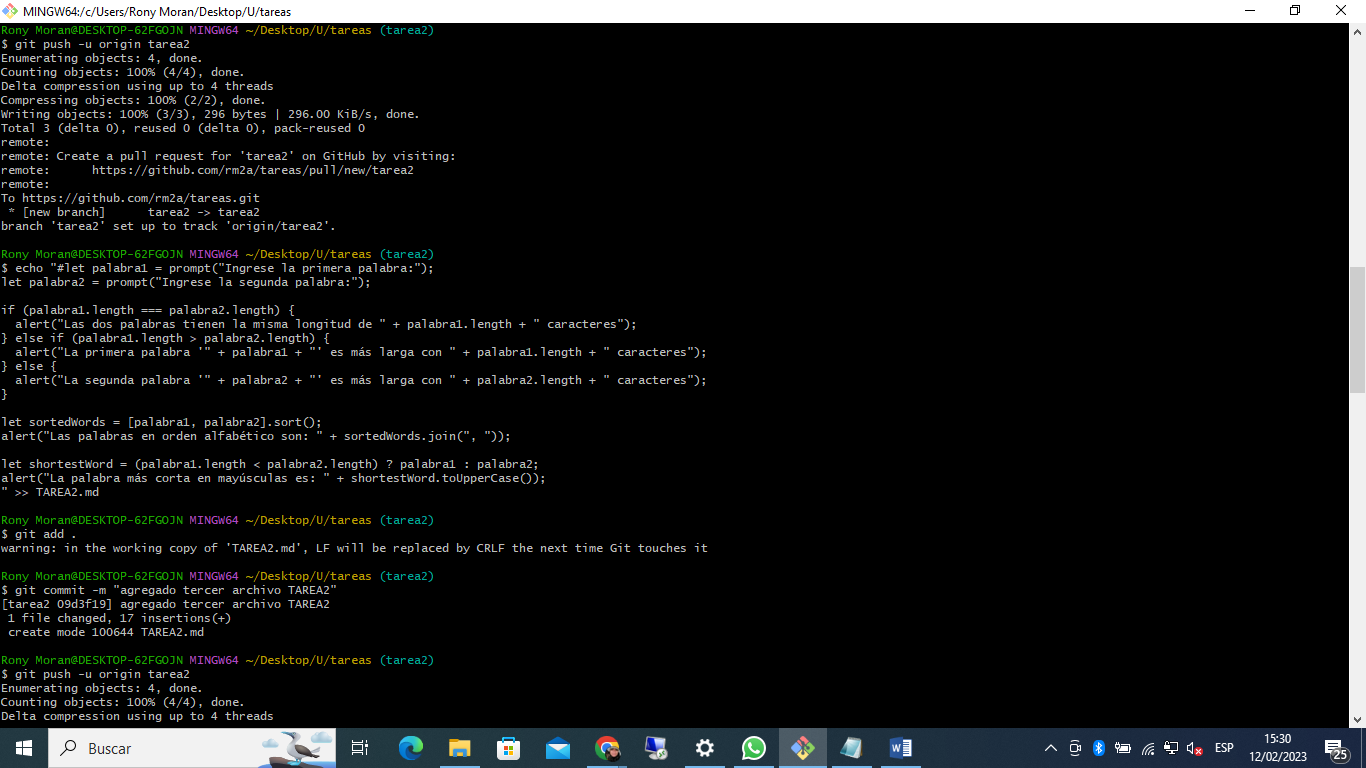 MINGW64:/c/Users/Rony Moran/Desktop/U/tareas
Rony Moran@DESKTOP-62FGOJN MINGW64 ~/Desktop/U/tareas (tarea2)
$ git push -u origin tarea2
Enumerating objects: 4, done.
Counting objects: 100% (4/4), done.
Delta compression using up to 4 threads
Compressing objects: 100% (2/2), done.
Writing objects: 100% (3/3), 296 bytes | 296.00 KiB/s, done.
Total 3 (delta 0), reused 0 (delta 0), pack-reused 0
remote:
remote: Create a pull request for 'tarea2' on GitHub by visiting:
remote:      https://github.com/rm2a/tareas/pull/new/tarea2
remote:
To https://github.com/rm2a/tareas.git
 * [new branch]      tarea2 -> tarea2
branch 'tarea2' set up to track 'origin/tarea2'.
Rony Moran@DESKTOP-62FGOJN MINGW64 ~/Desktop/U/tareas (tarea2)
$ echo "#let palabra1 = prompt("Ingrese la primera palabra:");
let palabra2 = prompt("Ingrese la segunda palabra:");
if (palabra1.length === palabra2.length) {
  alert("Las dos palabras tienen la misma longitud de " + palabra1.length + " caracteres");
} else if (palabra1.length > palabra2.length) {
  alert("La primera palabra '" + palabra1 + "' es más larga con " + palabra1.length + " caracteres");
} else {
  alert("La segunda palabra '" + palabra2 + "' es más larga con " + palabra2.length + " caracteres");
}
let sortedWords = [palabra1, palabra2].sort();
alert("Las palabras en orden alfabético son: " + sortedWords.join(", "));
let shortestWord = (palabra1.length < palabra2.length) ? palabra1 : palabra2;
alert("La palabra más corta en mayúsculas es: " + shortestWord.toUpperCase());
" >> TAREA2.md
Rony Moran@DESKTOP-62FGOJN MINGW64 ~/Desktop/U/tareas (tarea2)
$ git add .
warning: in the working copy of 'TAREA2.md', LF will be replaced by CRLF the next time Git touches it
Rony Moran@DESKTOP-62FGOJN MINGW64 ~/Desktop/U/tareas (tarea2)
$ git commit -m "agregado tercer archivo TAREA2"
[tarea2 09d3f19] agregado tercer archivo TAREA2
 1 file changed, 17 insertions(+)
 create mode 100644 TAREA2.md
Rony Moran@DESKTOP-62FGOJN MINGW64 ~/Desktop/U/tareas (tarea2)
$ git push -u origin tarea2
Enumerating objects: 4, done.
Counting objects: 100% (4/4), done.
Delta compression using up to 4 threads
Buscar
ESP
15:30
12/02/2023
25